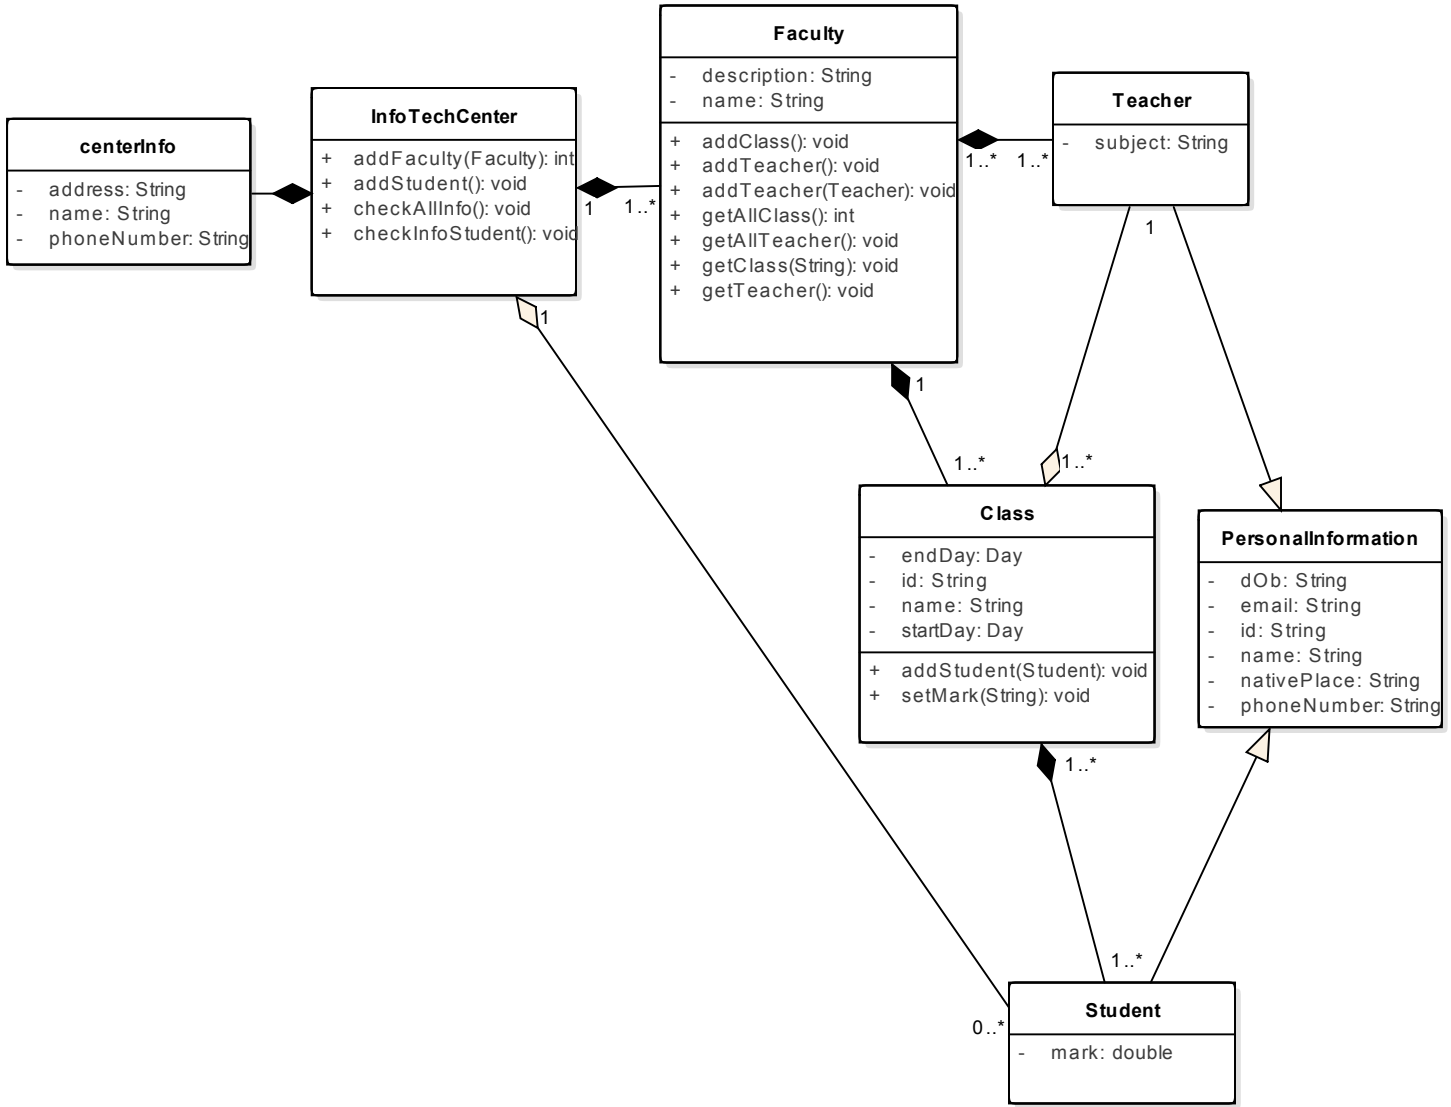 centerInfo
- address: String
- name: String
- phoneNumber: String
InfoTechCenter
+ addFaculty(Faculty): int
+ addStudent(): void
+ checkAllInfo(): void
+ checkInfoStudent(): void
1
1..*
1
0..*
Faculty
- description: String
- name: String
+ addClass(): void
+ addTeacher(): void
+ addTeacher(Teacher): void
+ getAllClass(): int
+ getAllTeacher(): void
+ getClass(String): void
+ getTeacher(): void
1..*
1..*
1
1..*
Teacher
- subject: String
1
1..*
Class
- endDay: Day
- id: String
- name: String
- startDay: Day
+ addStudent(Student): void
+ setMark(String): void
1..*
1..*
PersonalInformation
- dOb: String
- email: String
- id: String
- name: String
- nativePlace: String
- phoneNumber: String
Student
- mark: double